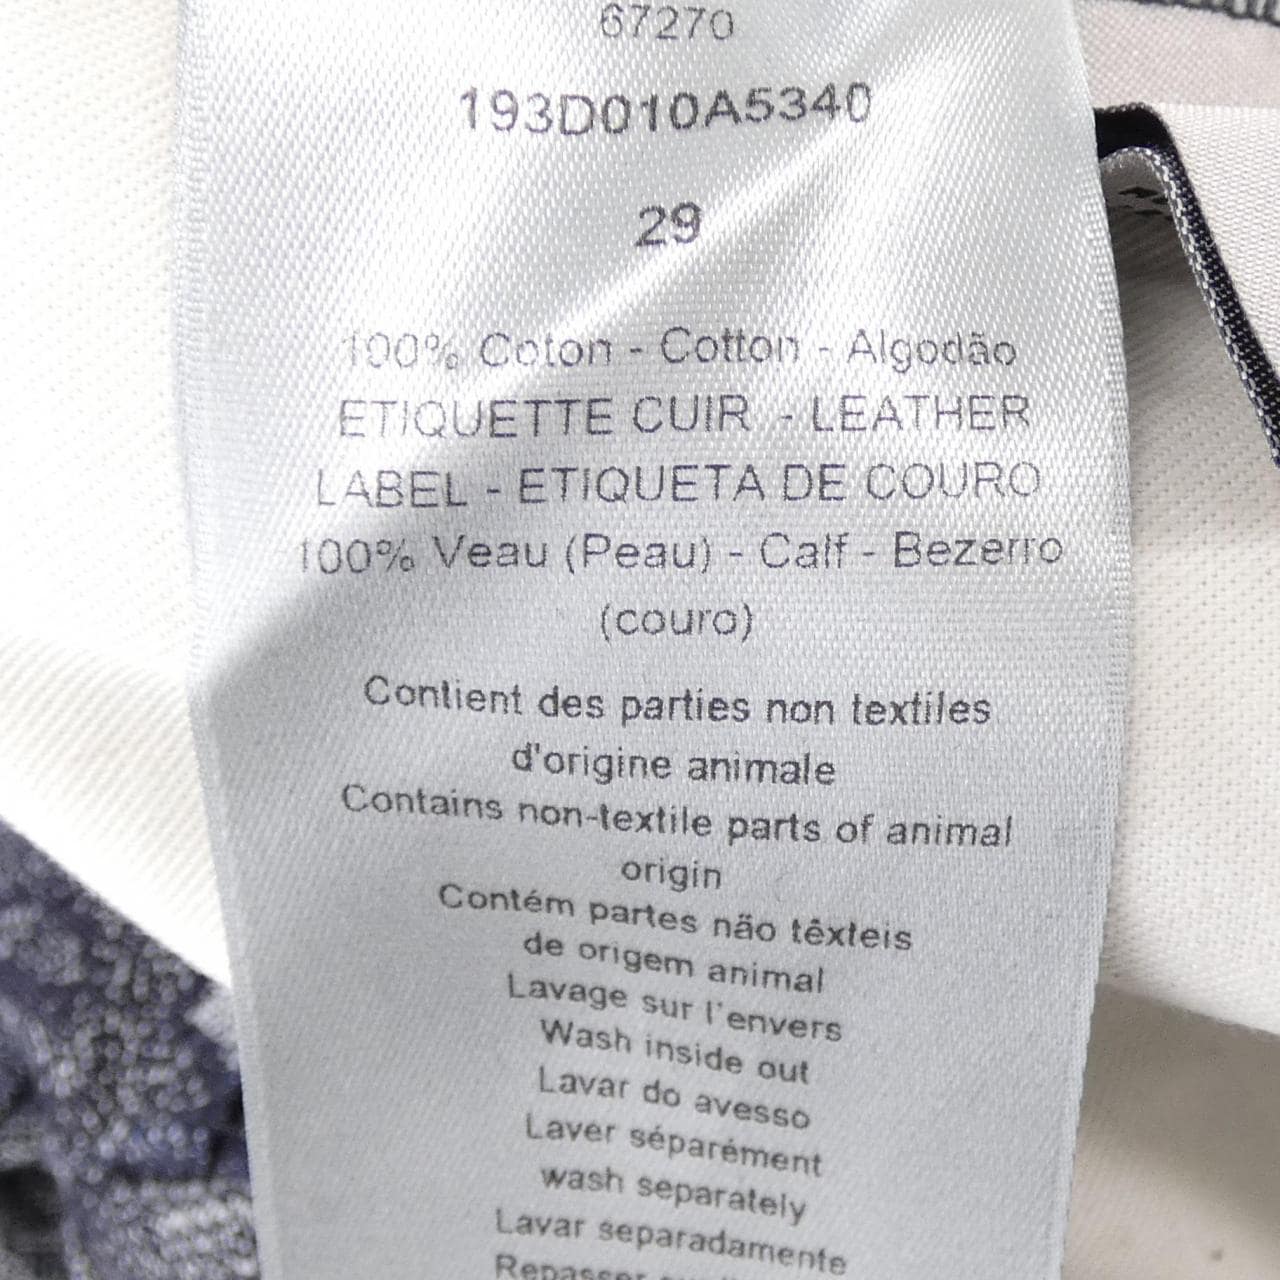 67270
193D010A5340
29
100% Coton - Cotton - Algodão
ETIQUETTE CUIR - LEATHER
LABEL - ETIQUETA DE COURO
100% Veau (Peau) - Calf - Bezerro
(couro)
Contient des parties non textiles
d'origine animale
Contains non-textile parts of animal
origin
Contém partes não têxteis
de origem animal
Lavage sur l'envers
Wash inside out
Lavar do avesso
Laver séparément
wash separately
Lavar separadamente
Repasser